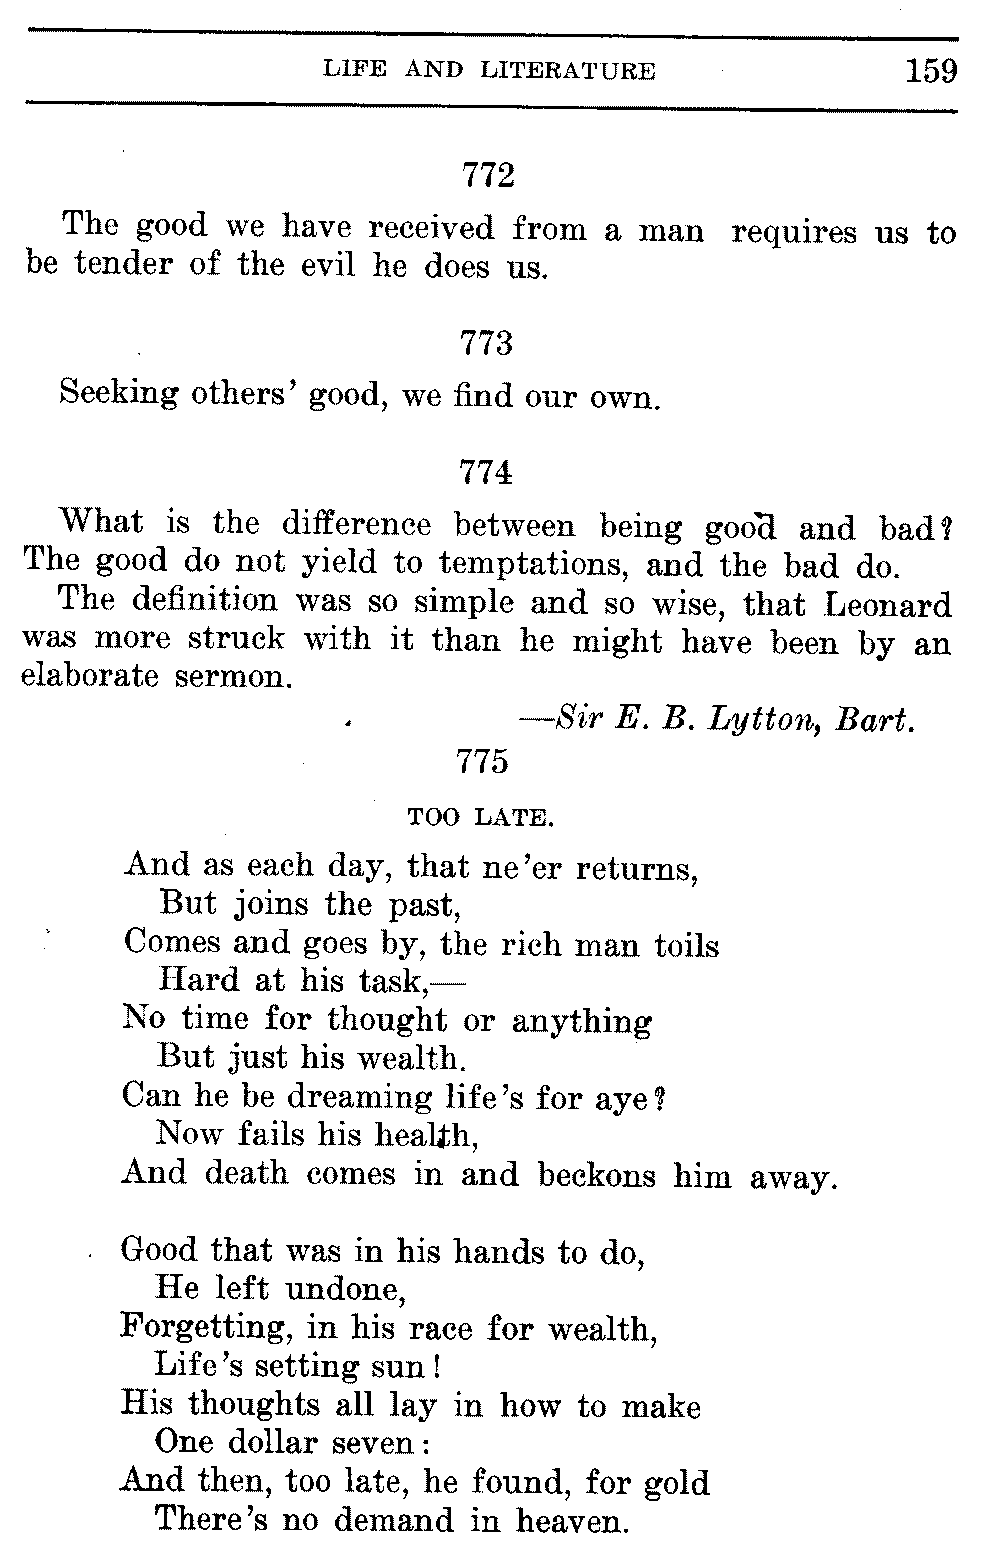 LIFE AND LITERATURE 159
772
The good we have received from a man requires us to
be tender of the evil he does us.
773
Seeking others' good, we find our own.
774
What is the difference between being good and bad?
The good do not yield to temptations, and the bad do.
The definition was so simple and so wise, that Leonard
was more struck with it than he might have been by an
elaborate sermon.
—Sir E. B. Lytton, Bart.
775
TOO LATE.
And as each day, that ne'er returns,
But joins the past,
Comes and goes by, the rich man toils
Hard at his task,—
No time for thought or anything
But just his wealth.
Can he be dreaming life's for aye?
Now fails his health,
And death comes in and beckons him away.
Good that was in his hands to do,
He left undone,
Forgetting, in his race for wealth,
Life's setting sun!
His thoughts all lay in how to make
One dollar seven:
And then, too late, he found, for gold
There's no demand in heaven.